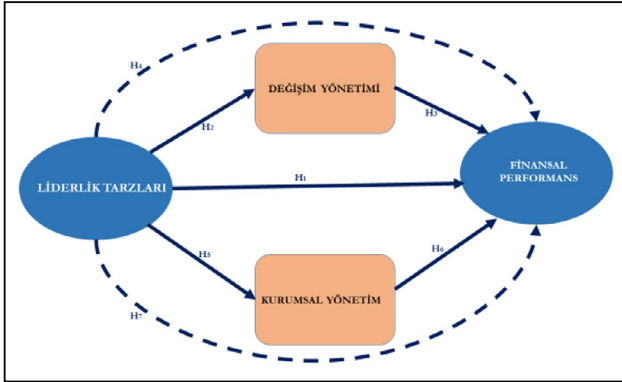 H4
DEĞİŞİM YÖNETİMİ
H2
H3
LİDERLİK TARZLARI
H1
FİNANSAL
PERFORMANS
H5
H6
KURUMSAL YÖNETİM
H7